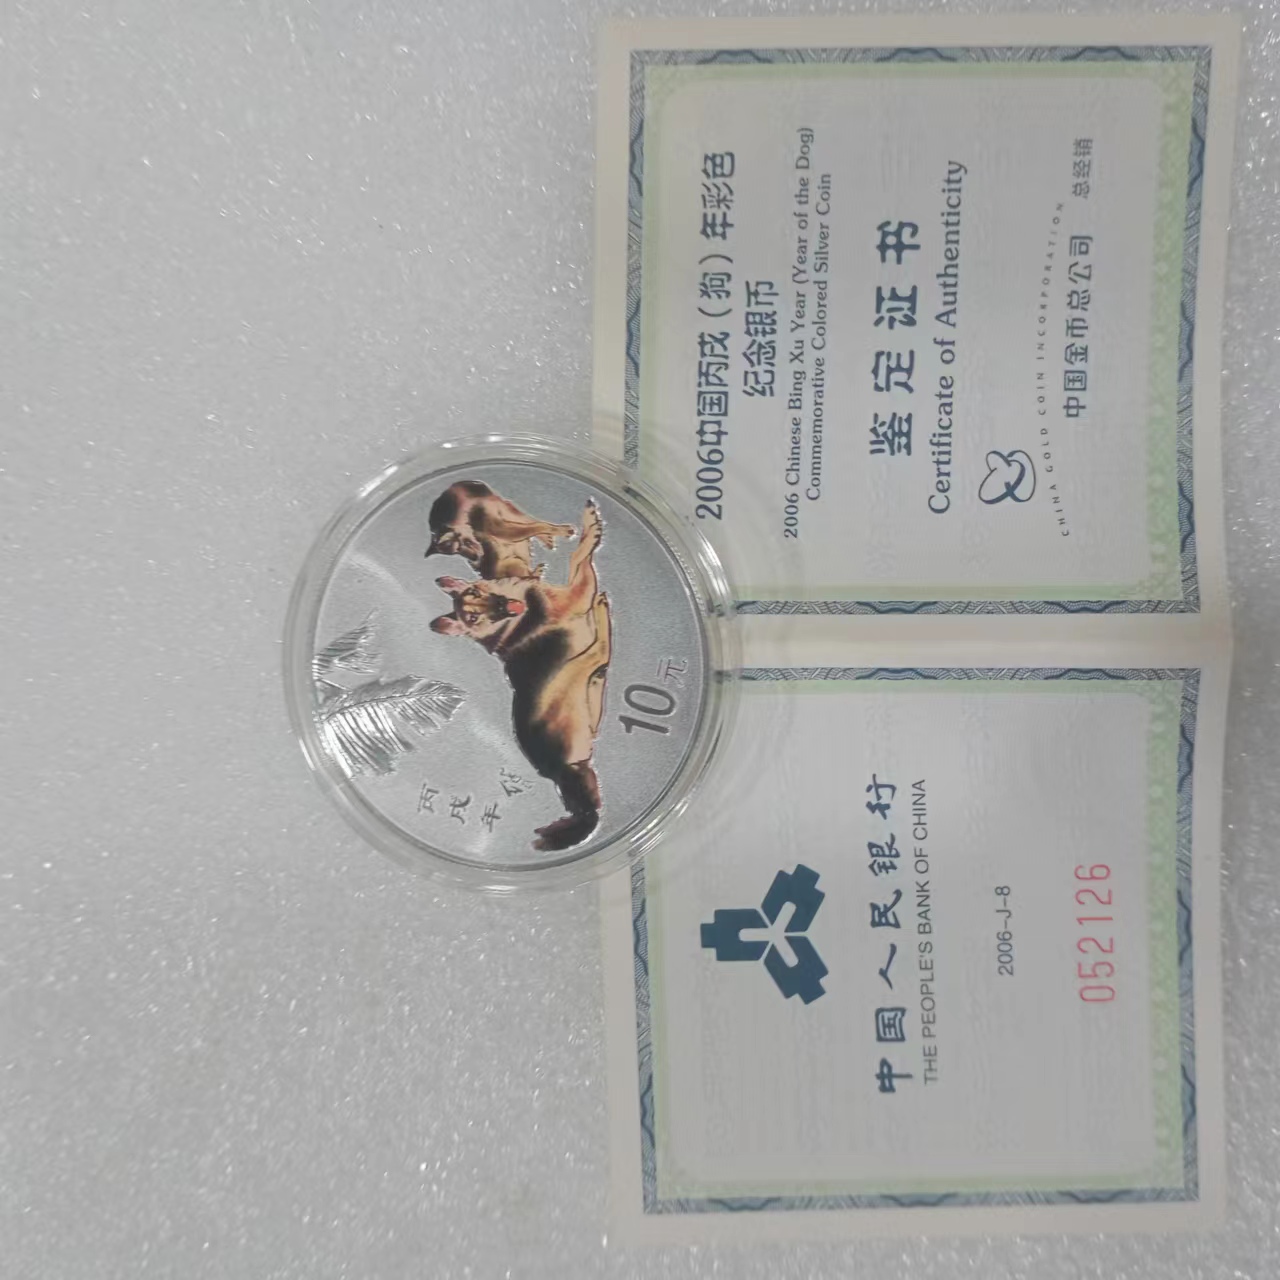 丙
戌
年
10元
中国人民银行
THE PEOPLE'S BANK OF CHINA
2006-J-8
052126
2006中国丙戌（狗）年彩色
纪念银币
2006 Chinese Bing Xu Year (Year of the Dog)
Commemorative Colored Silver Coin
鉴定证书
Certificate of Authenticity
CHINA GOLD COIN INCORPORATION
中国金币总公司 总经销